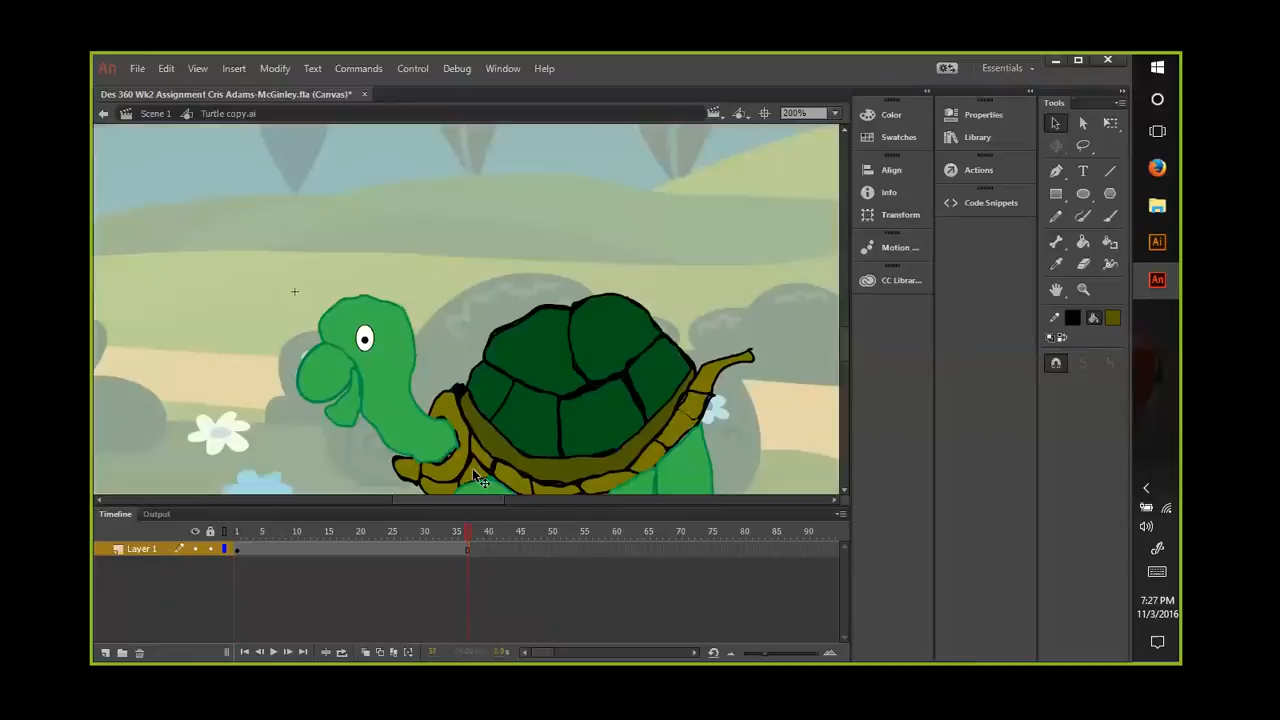 An File Edit View Insert Modify Text Commands Control Debug Window Help Essentials
Des 360 Wk2 Assignment Cris Adams-McGinley.fla (Canvas)* ×
Scene 1 Turtle copy.ai 200%
Color
Swatches
Align
Info
Transform
Motion ...
CC Librar...
Properties
Library
Actions
Code Snippets
Tools
T
Ai
An
Timeline Output
1 5 10 15 20 25 30 35 40 45 50 55 60 65 70 75 80 85 90
Layer 1
7:27 PM
11/3/2016